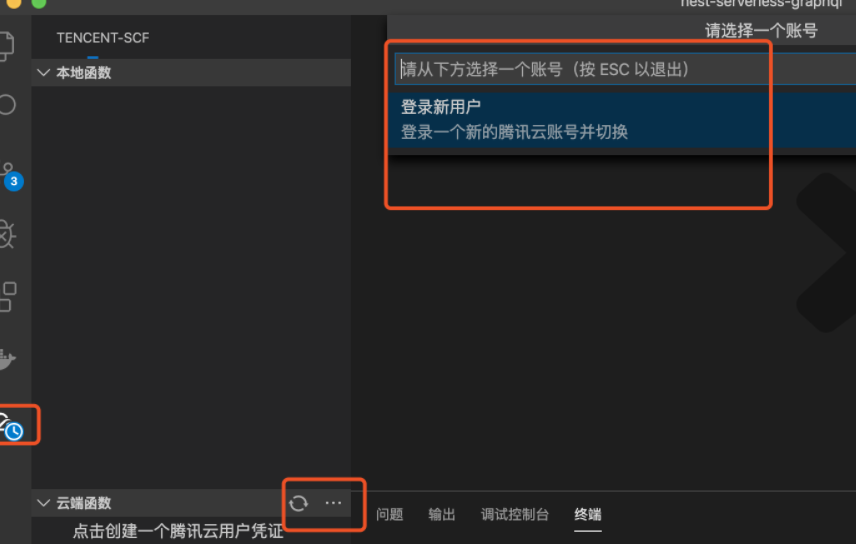 nest-serverless-graphql
TENCENT-SCF
请选择一个账号
本地函数
请从下方选择一个账号（按 ESC 以退出）
登录新用户
登录一个新的腾讯云账号并切换
3
云端函数
···
点击创建一个腾讯云用户凭证
问题 输出 调试控制台 终端